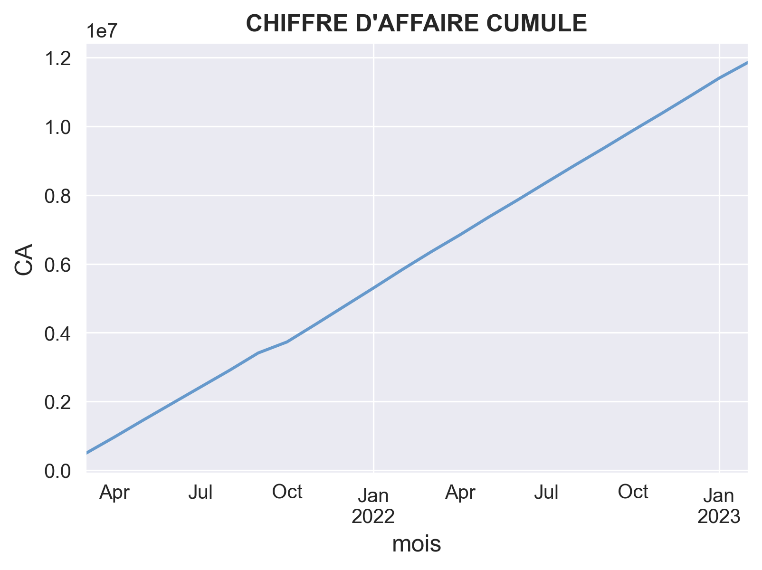 CHIFFRE D'AFFAIRE CUMULE
1e7
1.2
1.0
0.8
0.6
0.4
0.2
0.0
CA
Apr Jul Oct Jan Apr Jul Oct Jan
2022 2023
mois